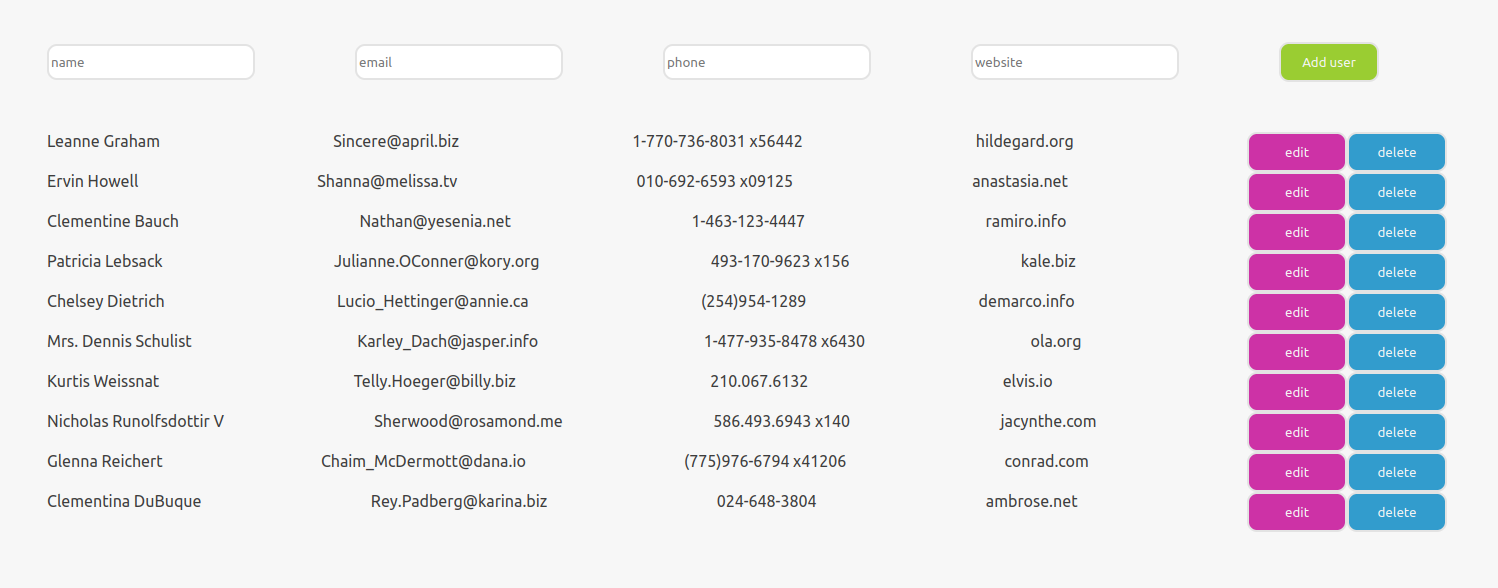 name email phone website Add user
Leanne Graham Sincere@april.biz 1-770-736-8031 x56442 hildegard.org edit delete
Ervin Howell Shanna@melissa.tv 010-692-6593 x09125 anastasia.net edit delete
Clementine Bauch Nathan@yesenia.net 1-463-123-4447 ramiro.info edit delete
Patricia Lebsack Julianne.OConner@kory.org 493-170-9623 x156 kale.biz edit delete
Chelsey Dietrich Lucio_Hettinger@annie.ca (254)954-1289 demarco.info edit delete
Mrs. Dennis Schulist Karley_Dach@jasper.info 1-477-935-8478 x6430 ola.org edit delete
Kurtis Weissnat Telly.Hoeger@billy.biz 210.067.6132 elvis.io edit delete
Nicholas Runolfsdottir V Sherwood@rosamond.me 586.493.6943 x140 jacynthe.com edit delete
Glenna Reichert Chaim_McDermott@dana.io (775)976-6794 x41206 conrad.com edit delete
Clementina DuBuque Rey.Padberg@karina.biz 024-648-3804 ambrose.net edit delete